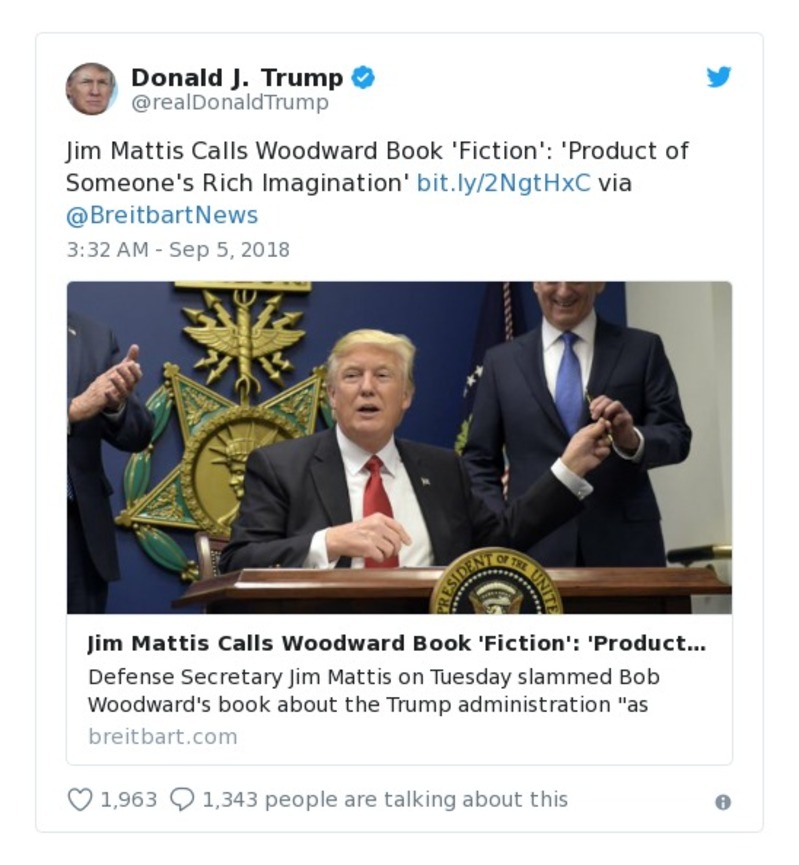 Donald J. Trump
@realDonaldTrump
Jim Mattis Calls Woodward Book 'Fiction': 'Product of
Someone's Rich Imagination' bit.ly/2NgtHxC via
@BreitbartNews
3:32 AM - Sep 5, 2018
PRESIDENT OF THE UNITE
Jim Mattis Calls Woodward Book 'Fiction': 'Product...
Defense Secretary Jim Mattis on Tuesday slammed Bob
Woodward's book about the Trump administration "as
breitbart.com
1,963 1,343 people are talking about this